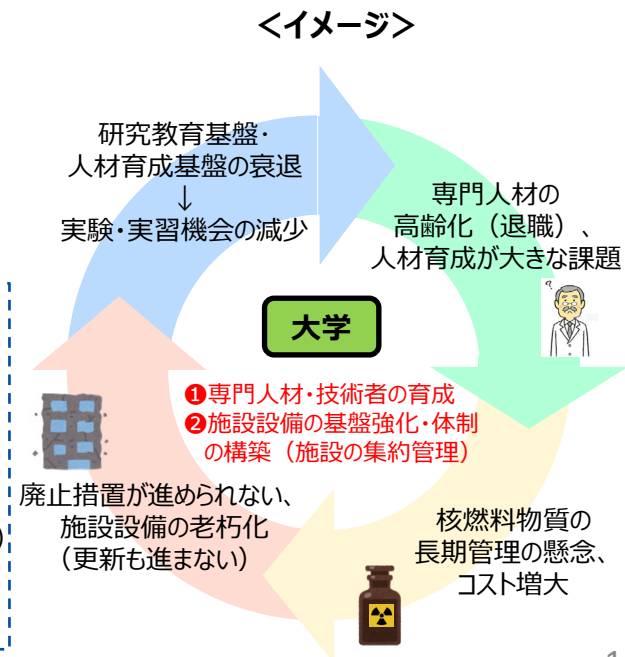 ＜イメージ＞
研究教育基盤・
人材育成基盤の衰退
↓
実験・実習機会の減少
専門人材の
高齢化（退職）、
人材育成が大きな課題
大学
❶専門人材・技術者の育成
❷施設設備の基盤強化・体制
の構築（施設の集約管理）
廃止措置が進められない、
施設設備の老朽化
（更新も進まない）
核燃料物質の
長期管理の懸念、
コスト増大
)
?